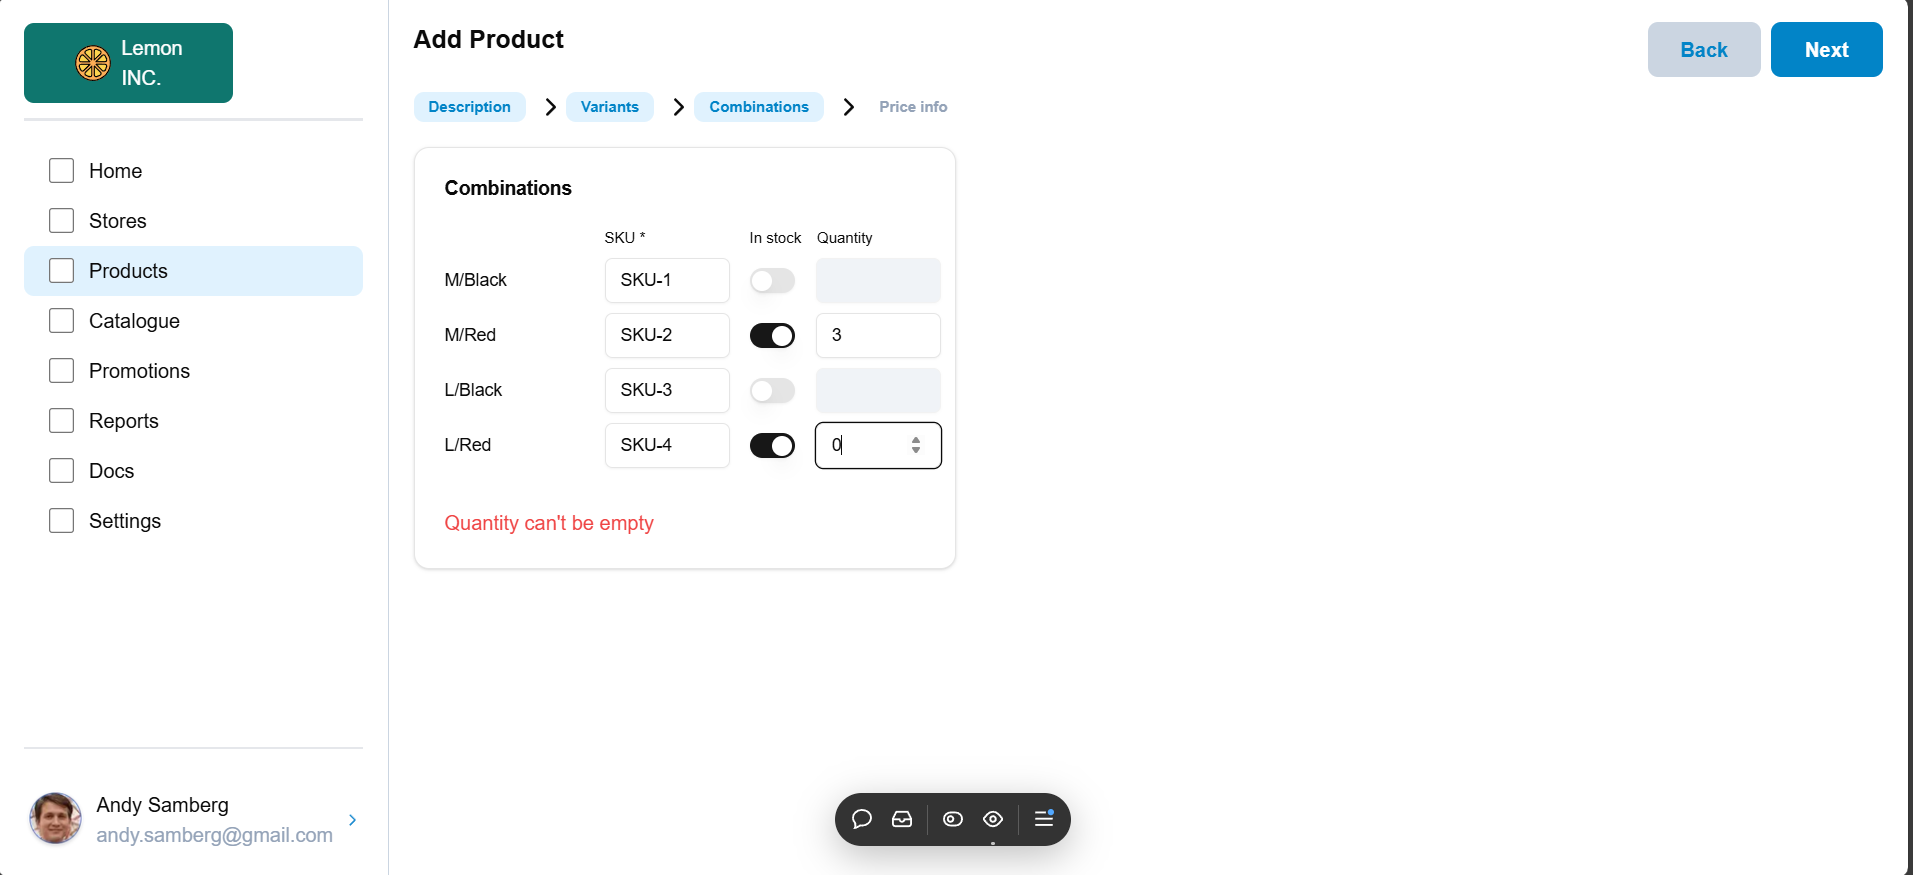 Lemon
INC.
Home
Stores
Products
Catalogue
Promotions
Reports
Docs
Settings
Andy Samberg
andy.samberg@gmail.com
Add Product
Back
Next
Description
Variants
Combinations
Price info
Combinations
SKU * In stock Quantity
M/Black SKU-1
M/Red SKU-2 3
L/Black SKU-3
L/Red SKU-4 0
Quantity can't be empty